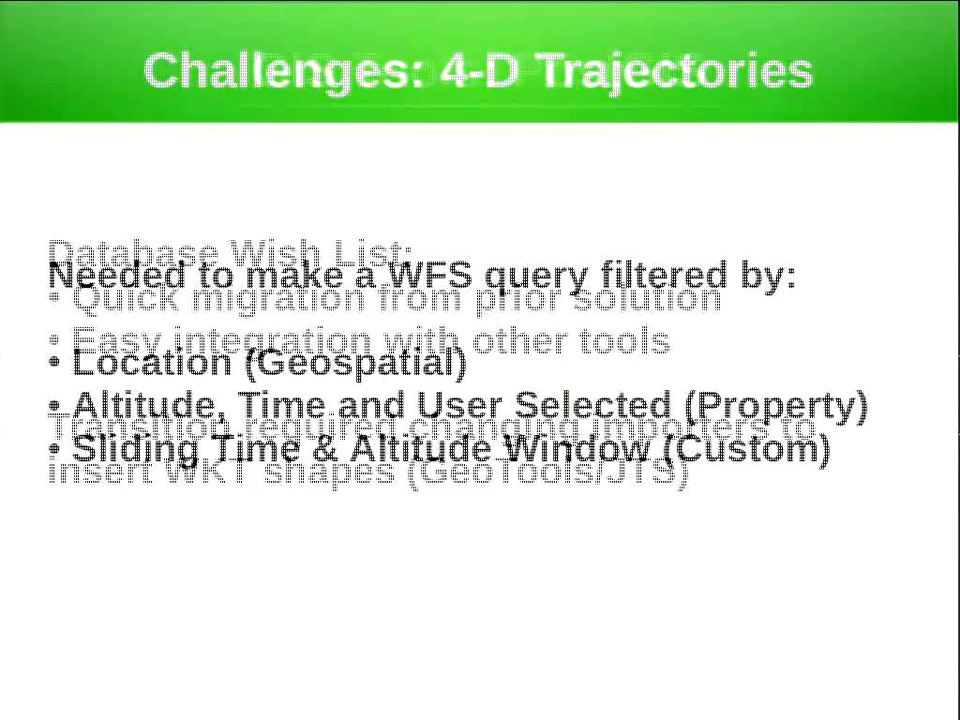 Challenges: 4-D Trajectories
Database Wish List:
Needed to make a WFS query filtered by:
• Quick migration from prior solution
• Easy integration with other tools
• Location (Geospatial)
• Altitude, Time and User Selected (Property)
Transition required changing importers to
• Sliding Time & Altitude Window (Custom)
insert WKT shapes (GeoTools/JTS)